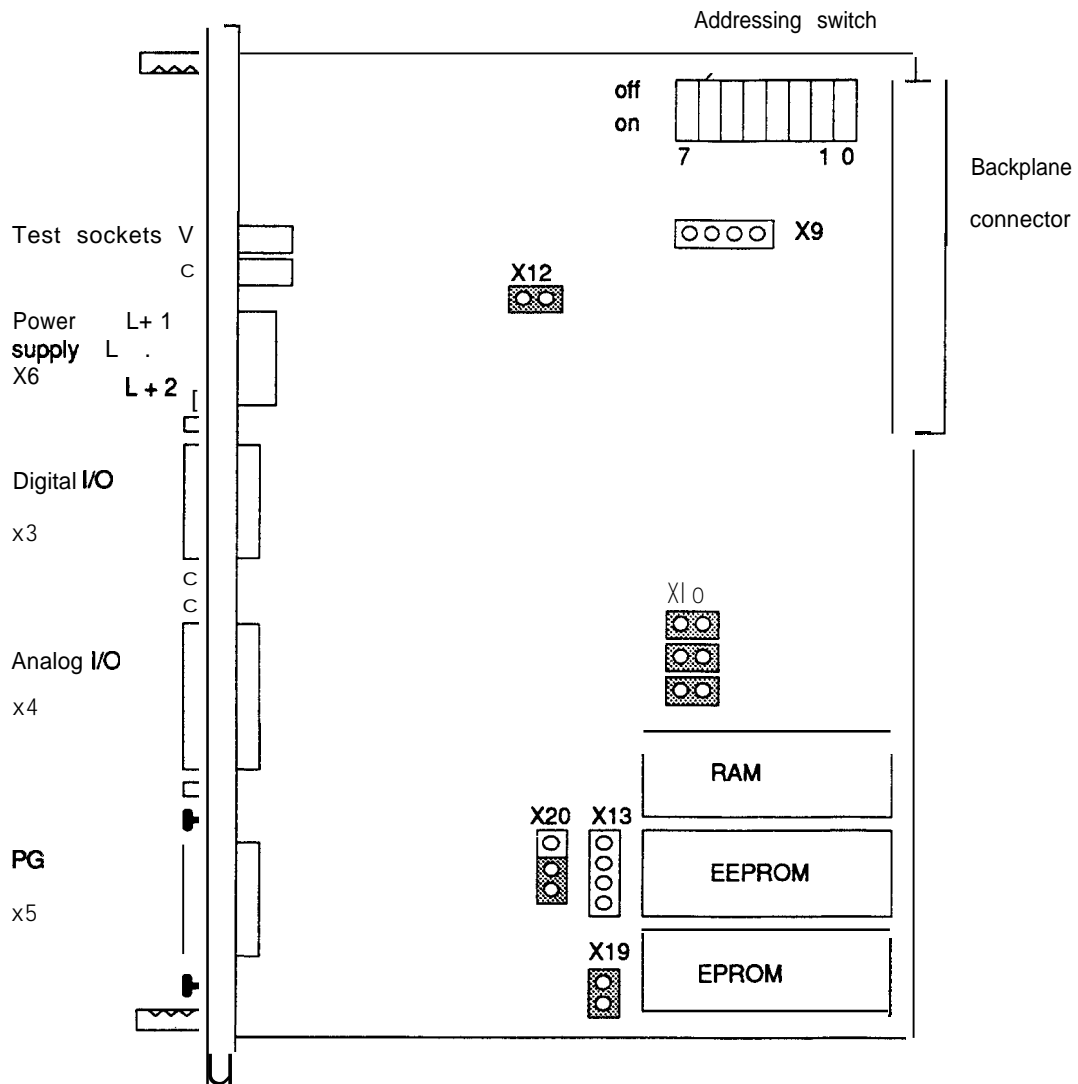 Addressing switch
off
on
7 1 0
Backplane
connector
X9
Test sockets V
C
X12
Power L+ 1
supply L .
X6
L + 2
[
Digital I/O
x3
C
C
XI o
Analog I/O
x4
RAM
X20 X13
PG
EEPROM
x5
X19
EPROM